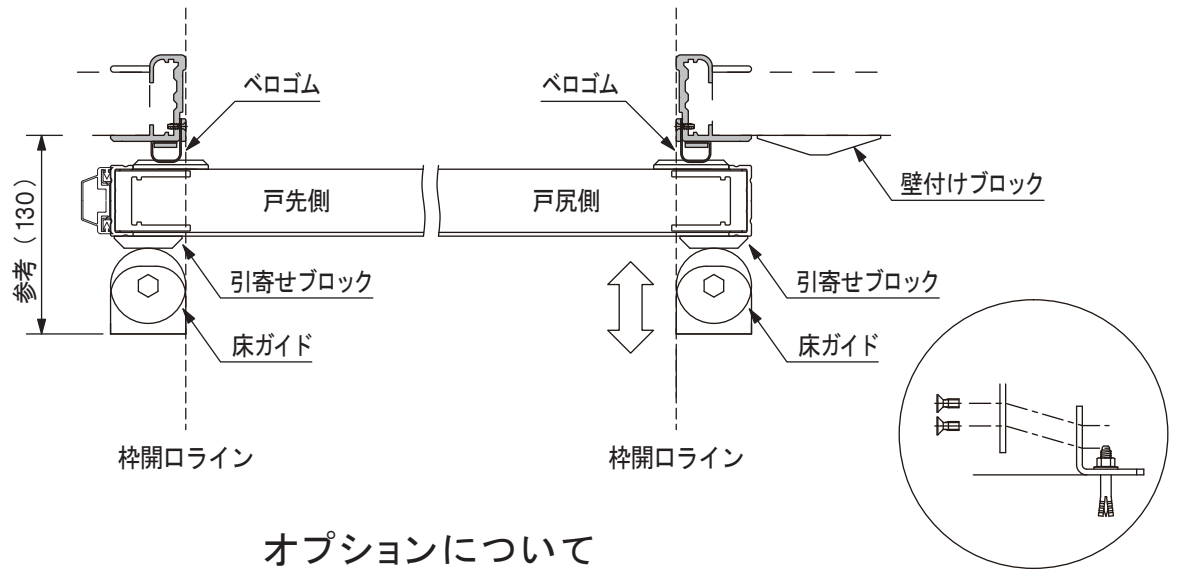 ベロゴム
ベロゴム
壁付けブロック
戸先側
戸尻側
参考（130）
引寄せブロック
引寄せブロック
床ガイド
床ガイド
枠開口ライン
枠開口ライン
オプションについて